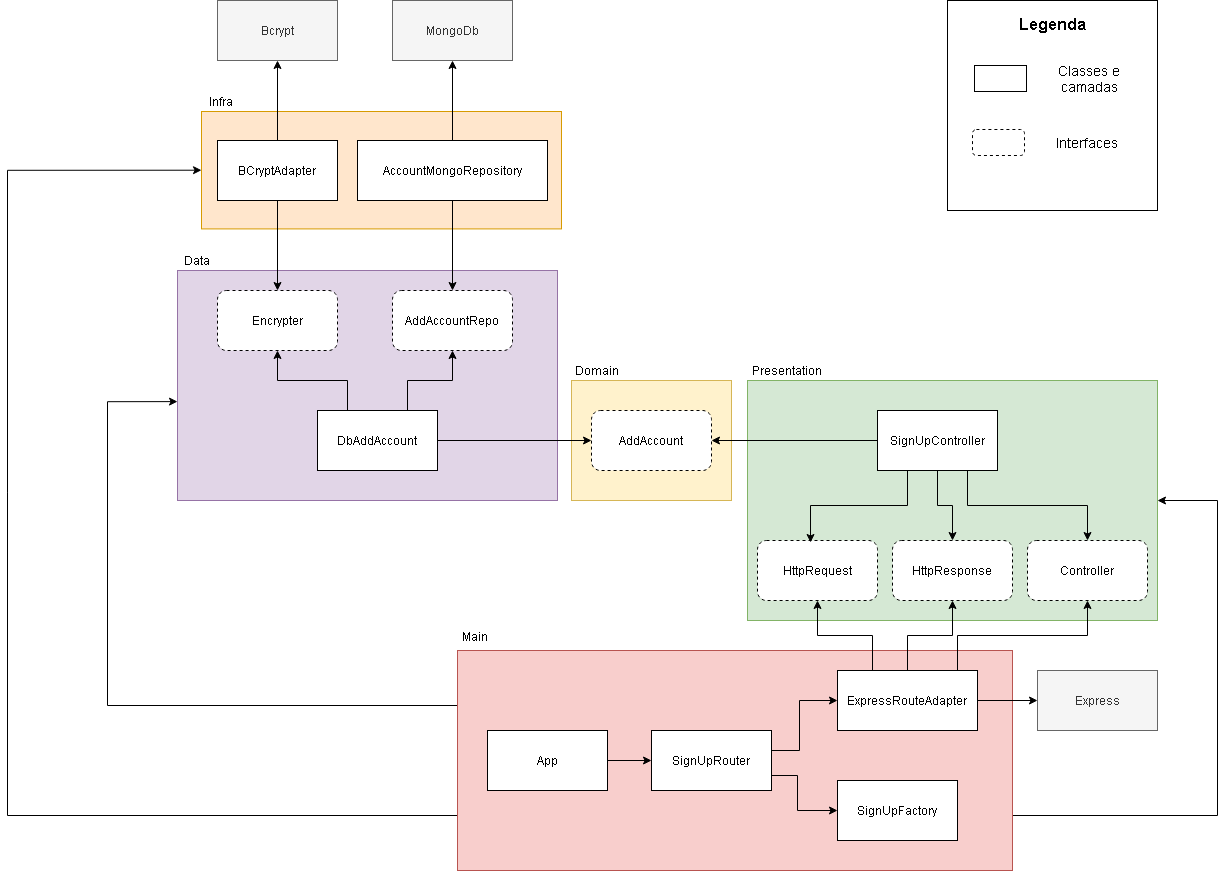 Bcrypt
MongoDb
Legenda
Classes e
camadas
Interfaces
Infra
BCryptAdapter
AccountMongoRepository
Data
Encrypter
AddAccountRepo
DbAddAccount
Domain
AddAccount
Presentation
SignUpController
HttpRequest
HttpResponse
Controller
Main
ExpressRouteAdapter
Express
App
SignUpRouter
SignUpFactory